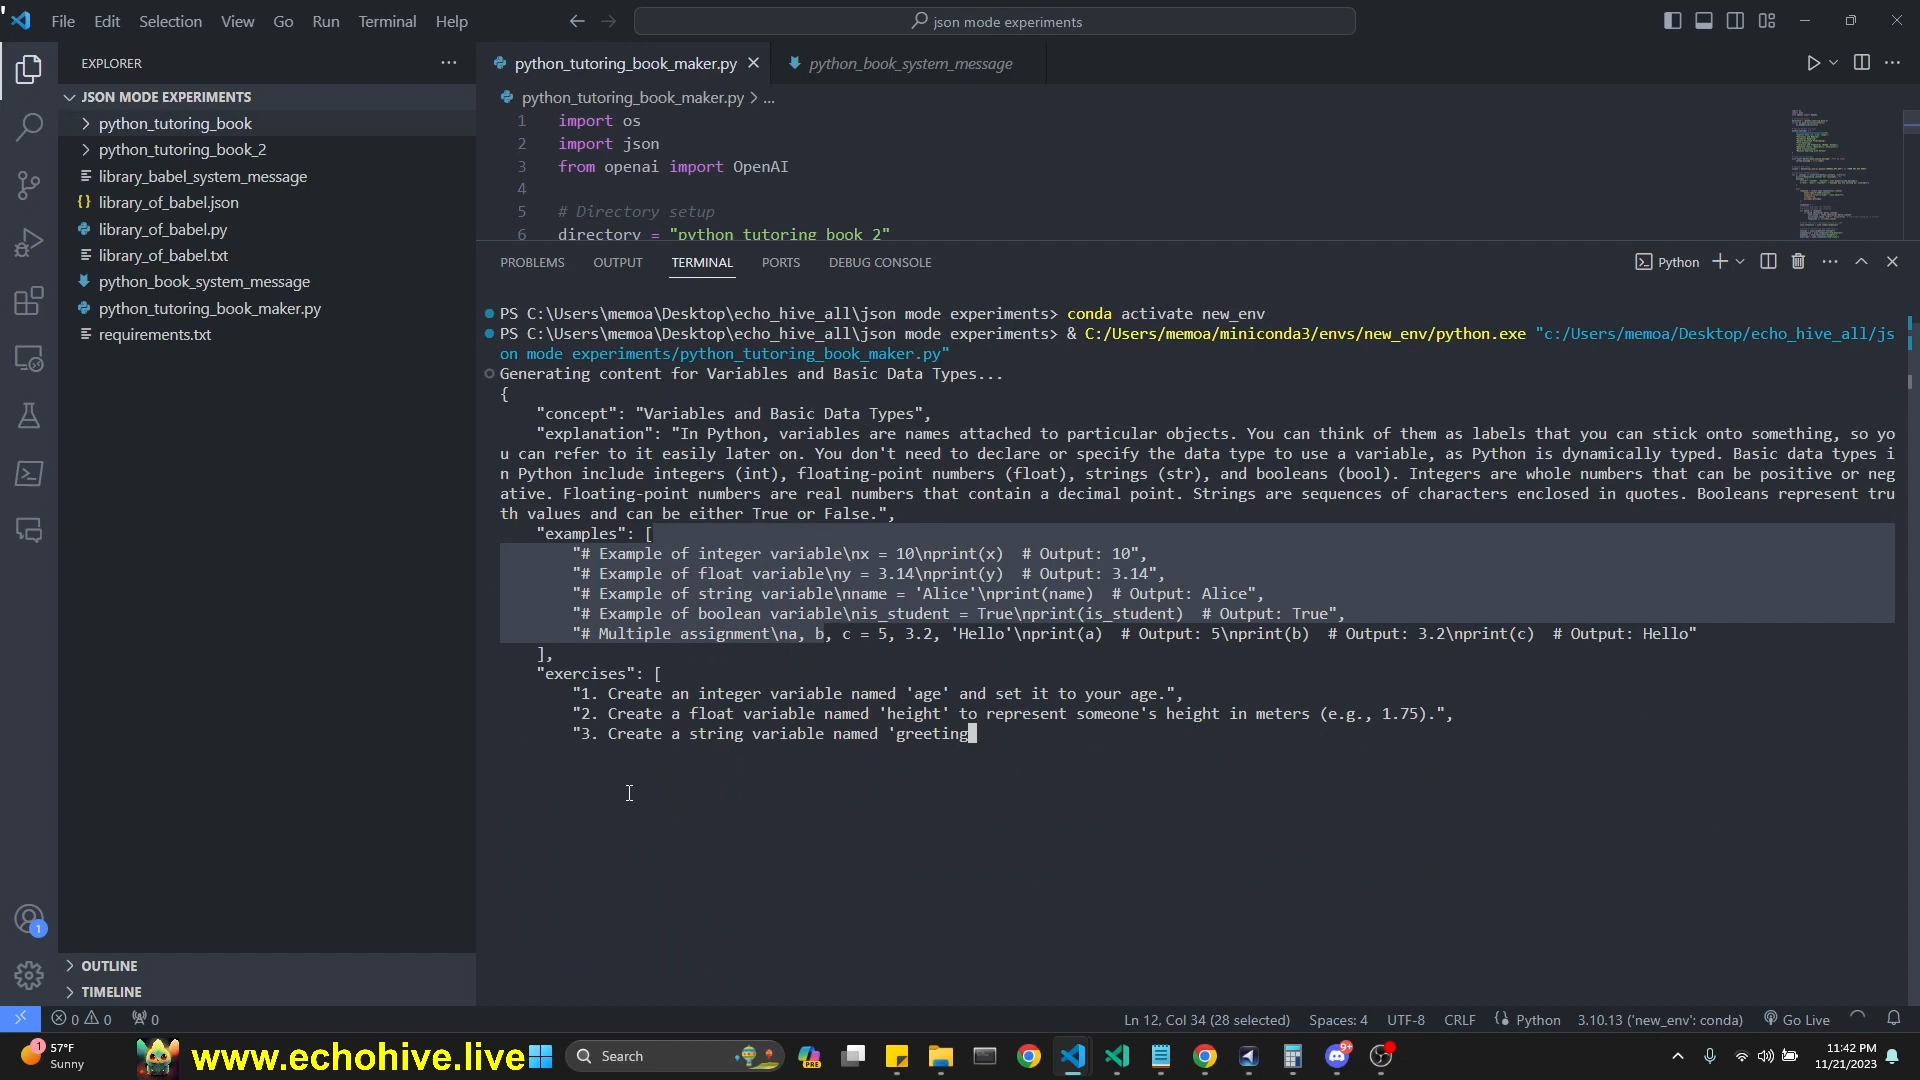 File Edit Selection View Go Run Terminal Help
json mode experiments
EXPLORER
JSON MODE EXPERIMENTS
python_tutoring_book
python_tutoring_book_2
library_babel_system_message
library_of_babel.json
library_of_babel.py
library_of_babel.txt
python_book_system_message
python_tutoring_book_maker.py
requirements.txt
OUTLINE
TIMELINE
python_tutoring_book_maker.py
python_book_system_message
python_tutoring_book_maker.py > ...
1 import os
2 import json
3 from openai import OpenAI
4
5 # Directory setup
6 directory = "python_tutoring_book_2"
PROBLEMS OUTPUT TERMINAL PORTS DEBUG CONSOLE
Python
PS C:\Users\memoa\Desktop\echo_hive_all\json mode experiments> conda activate new_env
PS C:\Users\memoa\Desktop\echo_hive_all\json mode experiments> & C:/Users/memoa/miniconda3/envs/new_env/python.exe "c:/Users/memoa/Desktop/echo_hive_all/js
on mode experiments/python_tutoring_book_maker.py"
Generating content for Variables and Basic Data Types...
{
"concept": "Variables and Basic Data Types",
"explanation": "In Python, variables are names attached to particular objects. You can think of them as labels that you can stick onto something, so yo
u can refer to it easily later on. You don't need to declare or specify the data type to use a variable, as Python is dynamically typed. Basic data types i
n Python include integers (int), floating-point numbers (float), strings (str), and booleans (bool). Integers are whole numbers that can be positive or neg
ative. Floating-point numbers are real numbers that contain a decimal point. Strings are sequences of characters enclosed in quotes. Booleans represent tru
th values and can be either True or False.",
"examples": [
"# Example of integer variable\nx = 10\nprint(x)  # Output: 10",
"# Example of float variable\ny = 3.14\nprint(y)  # Output: 3.14",
"# Example of string variable\nname = 'Alice'\nprint(name)  # Output: Alice",
"# Example of boolean variable\nis_student = True\nprint(is_student)  # Output: True",
"# Multiple assignment\na, b, c = 5, 3.2, 'Hello'\nprint(a)  # Output: 5\nprint(b)  # Output: 3.2\nprint(c)  # Output: Hello"
],
"exercises": [
"1. Create an integer variable named 'age' and set it to your age.",
"2. Create a float variable named 'height' to represent someone's height in meters (e.g., 1.75).",
"3. Create a string variable named 'greeting
1
0 0 0
Ln 12, Col 34 (28 selected) Spaces: 4 UTF-8 CRLF Python 3.10.13 ('new_env': conda) Go Live
1
57°F
Sunny
www.echohive.live
Search
PRE
9+
11:42 PM
11/21/2023